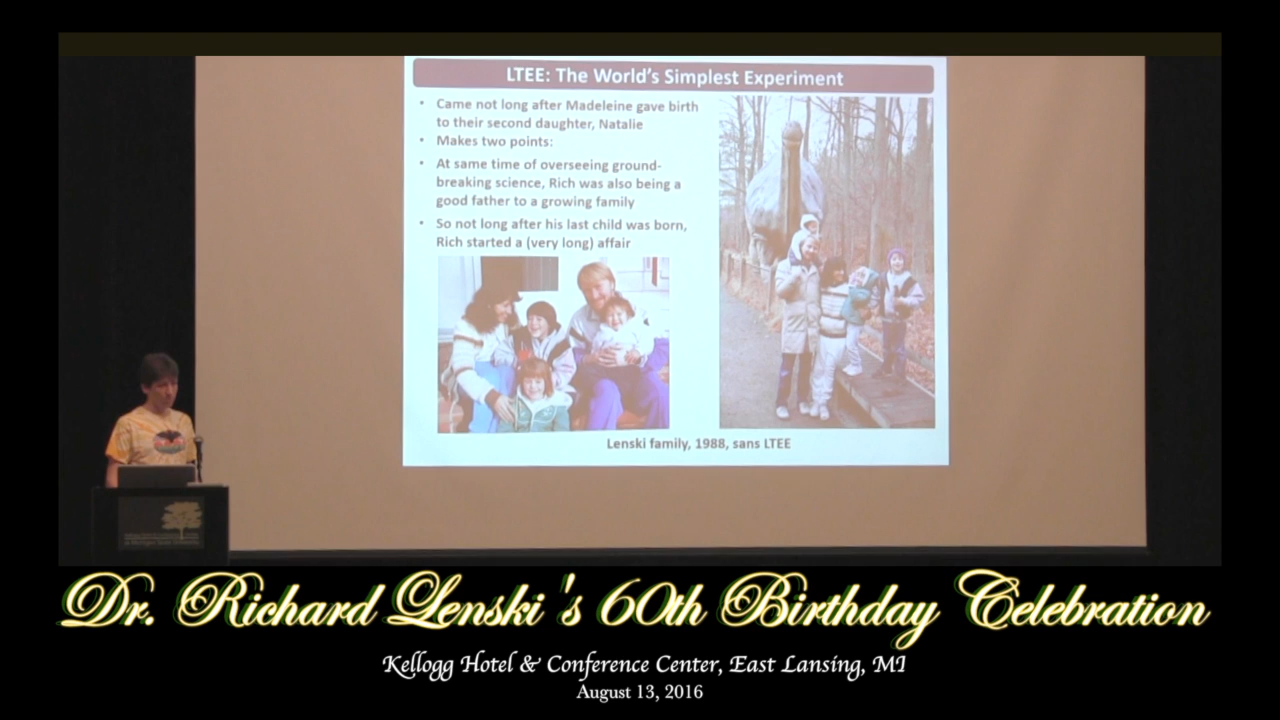 LTEE: The World's Simplest Experiment
• Came not long after Madeleine gave birth
to their second daughter, Natalie
• Makes two points:
• At same time of overseeing ground-
breaking science, Rich was also being a
good father to a growing family
• So not long after his last child was born,
Rich started a (very long) affair
Lenski family, 1988, sans LTEE
Dr. Richard Lenski's 60th Birthday Celebration
Kellogg Hotel & Conference Center, East Lansing, MI
August 13, 2016